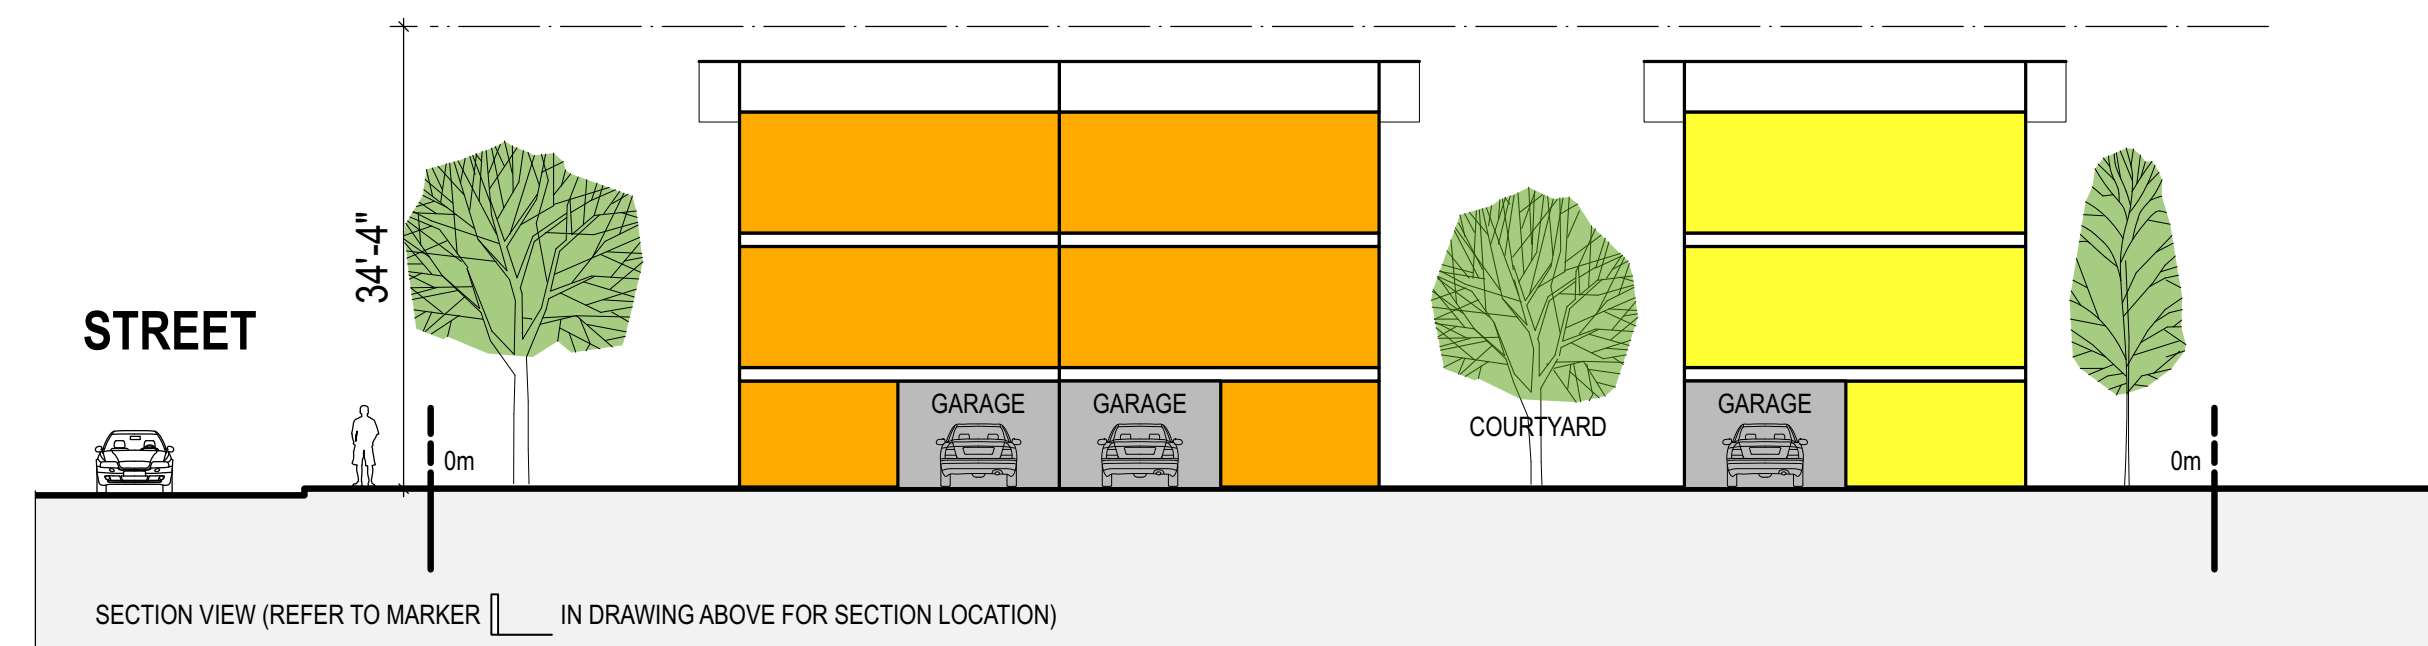 34'-4"
STREET
GARAGE
GARAGE
GARAGE
COURTYARD
0m
0m
SECTION VIEW (REFER TO MARKER IN DRAWING ABOVE FOR SECTION LOCATION)